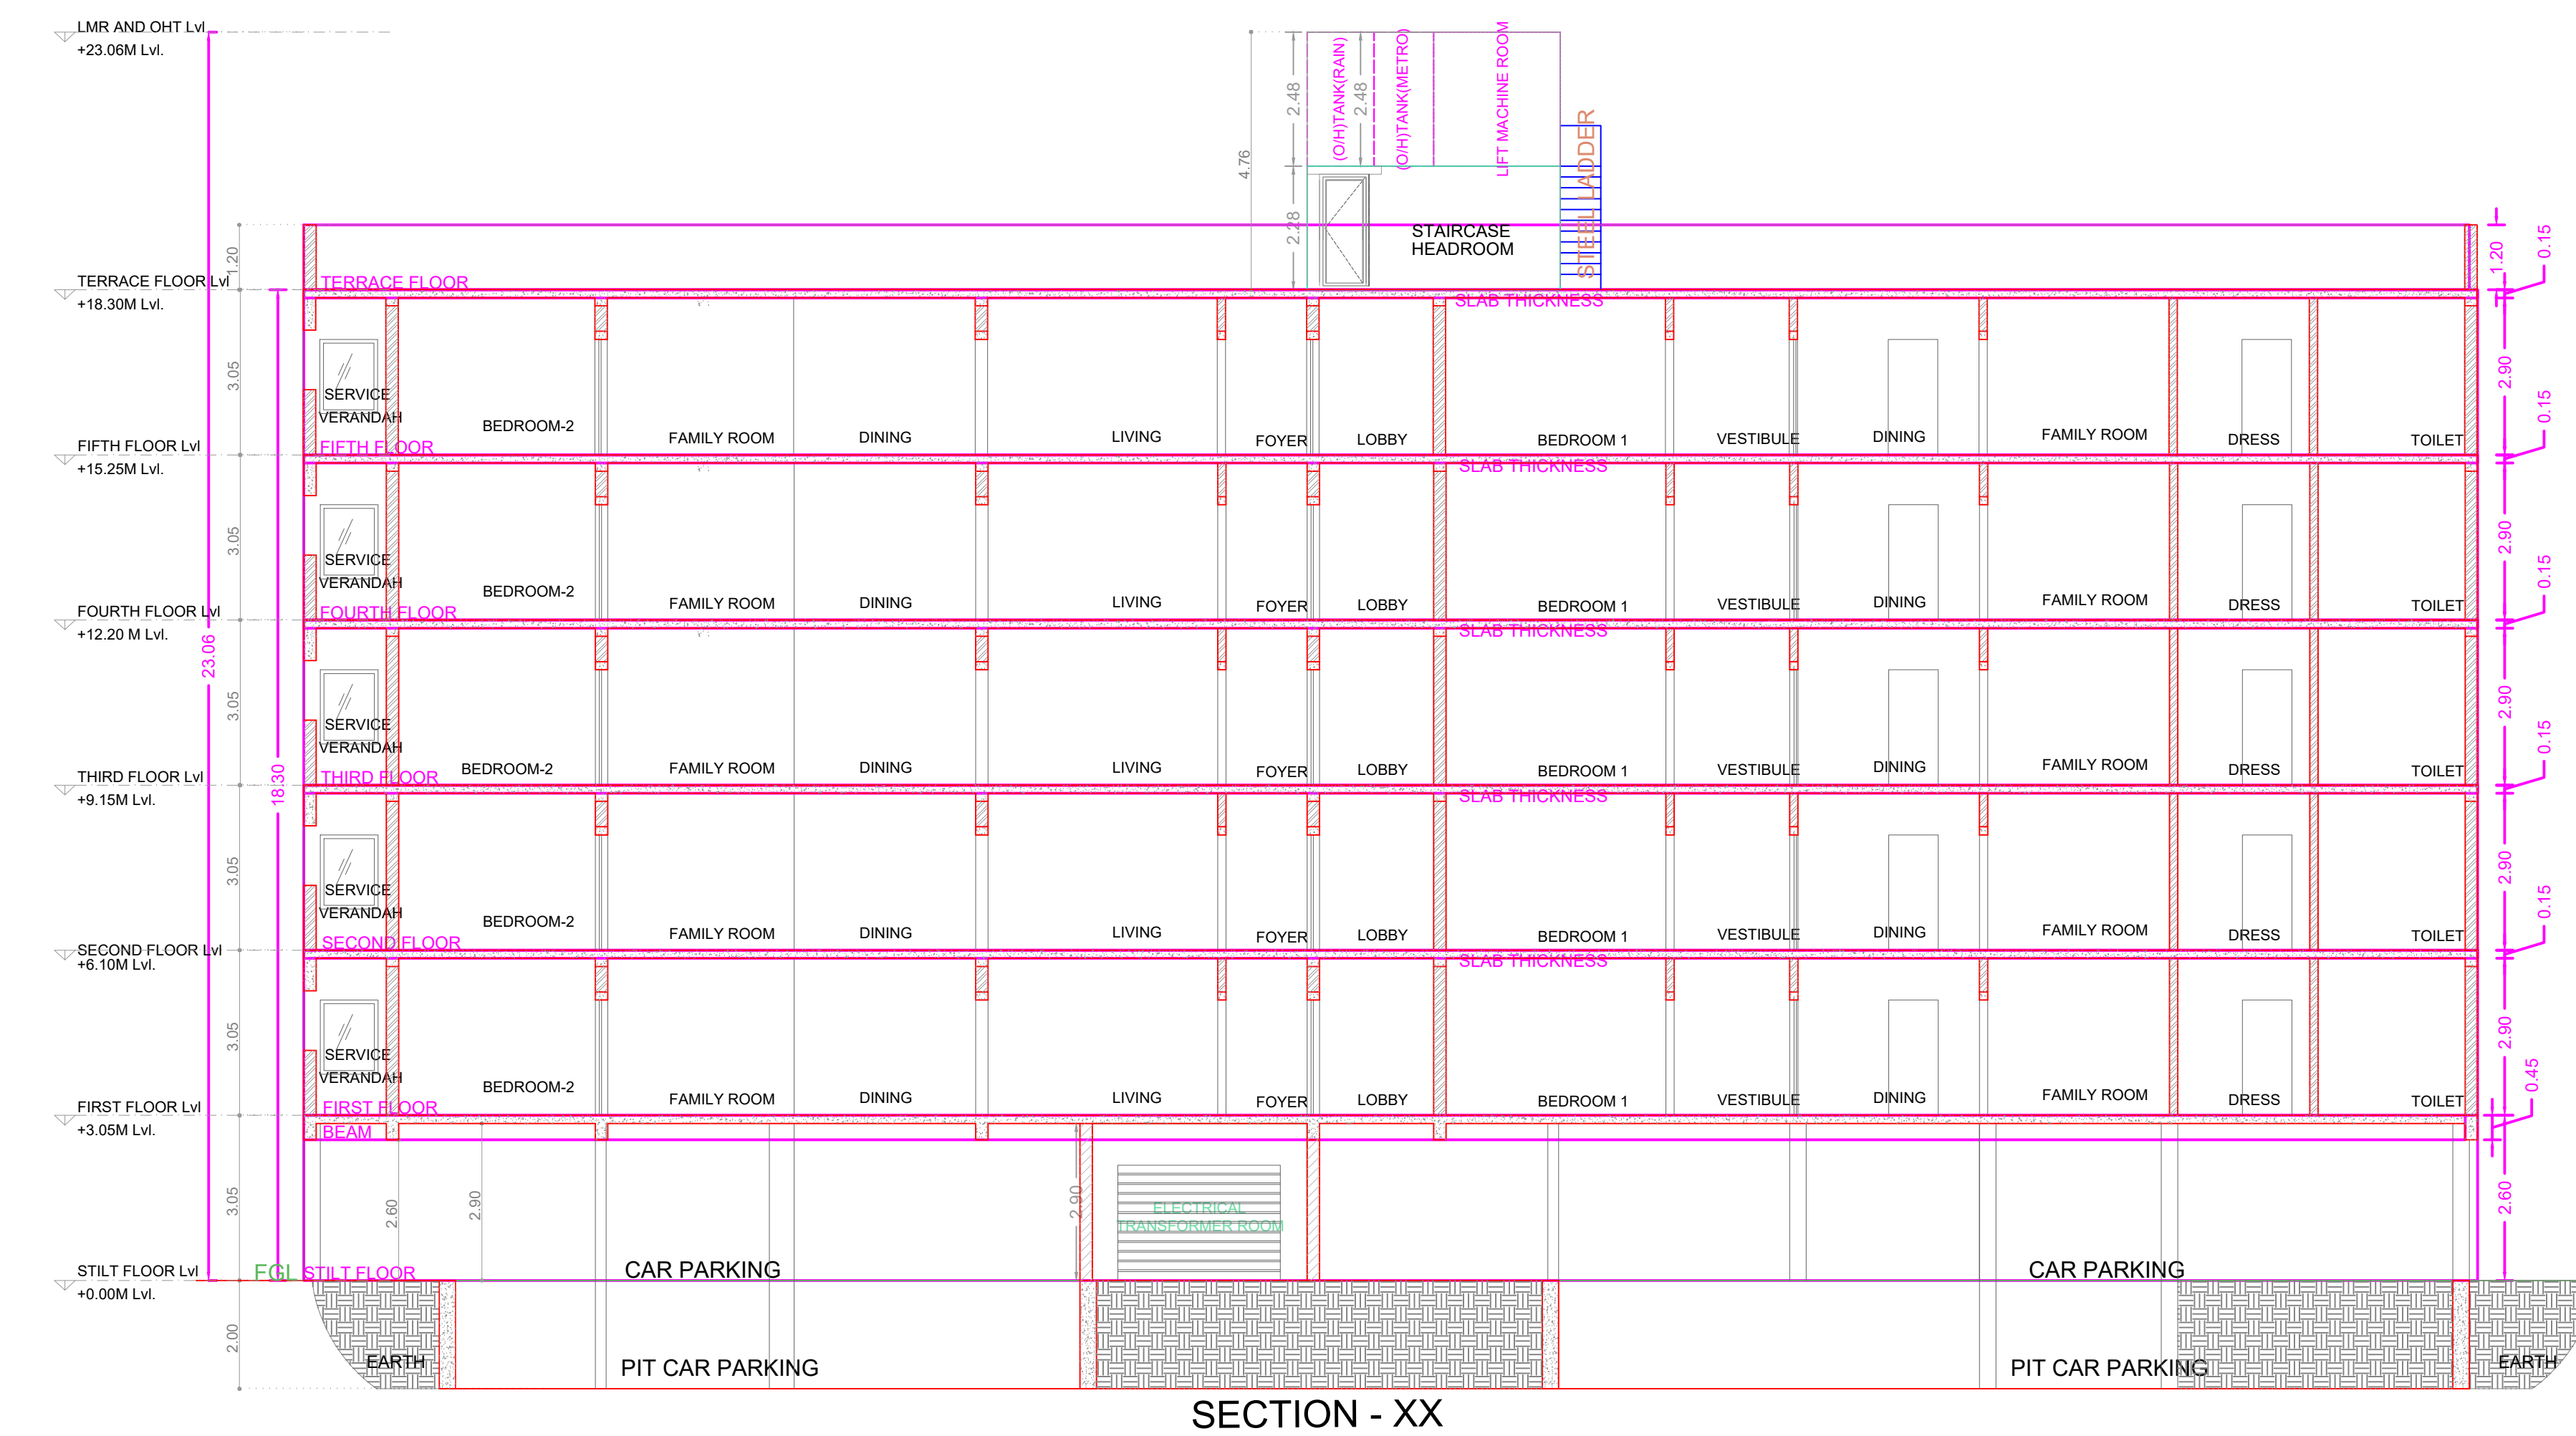 LMR AND OHT Lvl
+23.06M Lvl.
2.48
(O/H)TANK(RAIN)
2.48
(O/H)TANK(METRO)
LIFT MACHINE ROOM
STEEL LADDER
4.76
2.28
STAIRCASE
HEADROOM
1.20
1.20
0.15
TERRACE FLOOR Lvl
+18.30M Lvl.
TERRACE FLOOR
SLAB THICKNESS
3.05
SERVICE
VERANDAH
BEDROOM-2
FAMILY ROOM
DINING
LIVING
FOYER
LOBBY
BEDROOM 1
VESTIBULE
DINING
FAMILY ROOM
DRESS
TOILET
2.90
0.15
FIFTH FLOOR Lvl
+15.25M Lvl.
FIFTH FLOOR
SLAB THICKNESS
3.05
SERVICE
VERANDAH
BEDROOM-2
FAMILY ROOM
DINING
LIVING
FOYER
LOBBY
BEDROOM 1
VESTIBULE
DINING
FAMILY ROOM
DRESS
TOILET
2.90
0.15
FOURTH FLOOR Lvl
+12.20 M Lvl.
FOURTH FLOOR
SLAB THICKNESS
23.06
3.05
SERVICE
VERANDAH
BEDROOM-2
FAMILY ROOM
DINING
LIVING
FOYER
LOBBY
BEDROOM 1
VESTIBULE
DINING
FAMILY ROOM
DRESS
TOILET
2.90
0.15
THIRD FLOOR Lvl
+9.15M Lvl.
18.30
THIRD FLOOR
SLAB THICKNESS
3.05
SERVICE
VERANDAH
BEDROOM-2
FAMILY ROOM
DINING
LIVING
FOYER
LOBBY
BEDROOM 1
VESTIBULE
DINING
FAMILY ROOM
DRESS
TOILET
2.90
0.15
SECOND FLOOR Lvl
+6.10M Lvl.
SECOND FLOOR
SLAB THICKNESS
3.05
SERVICE
VERANDAH
BEDROOM-2
FAMILY ROOM
DINING
LIVING
FOYER
LOBBY
BEDROOM 1
VESTIBULE
DINING
FAMILY ROOM
DRESS
TOILET
2.90
0.45
FIRST FLOOR Lvl
+3.05M Lvl.
FIRST FLOOR
BEAM
3.05
2.60
2.90
2.90
ELECTRICAL
TRANSFORMER ROOM
2.60
STILT FLOOR Lvl
+0.00M Lvl.
FGL
STILT FLOOR
CAR PARKING
CAR PARKING
2.00
EARTH
PIT CAR PARKING
PIT CAR PARKING
EARTH
SECTION - XX